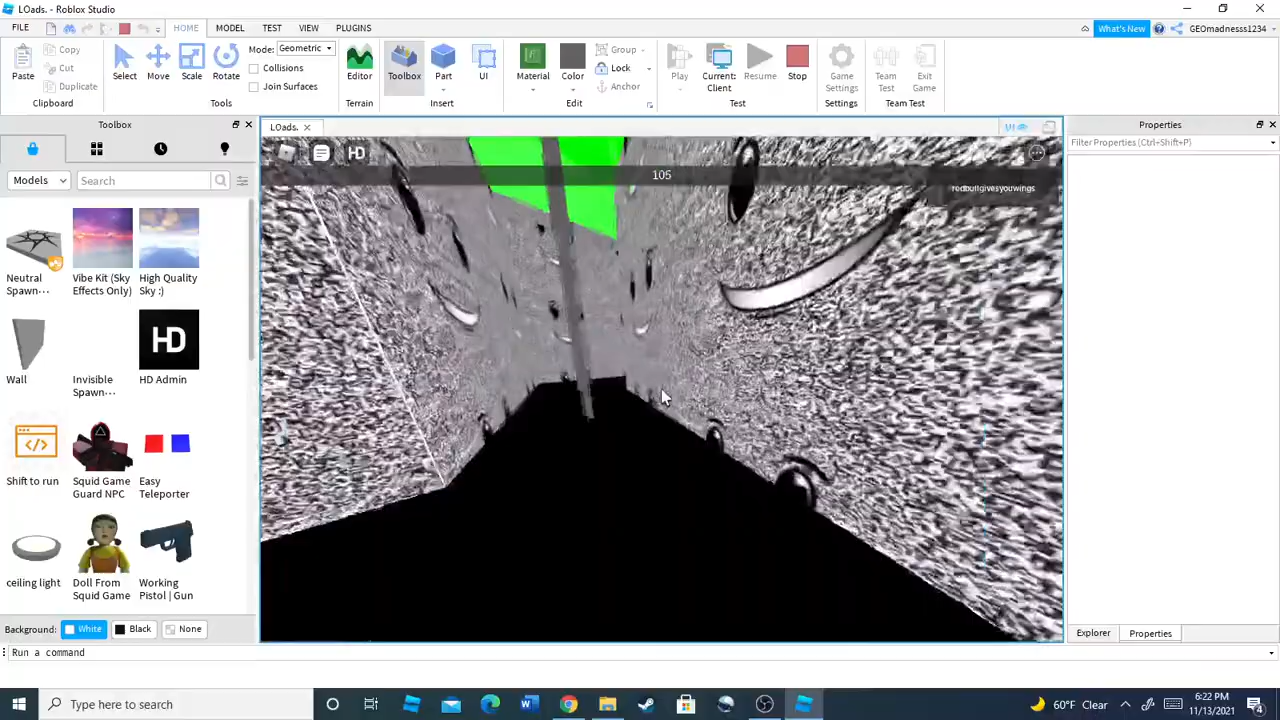 LOads. - Roblox Studio
FILE HOME MODEL TEST VIEW PLUGINS What's New GEOmadnesss1234
Paste Copy Cut Duplicate Clipboard
Select Move Scale Rotate Tools
Mode: Geometric
Collisions
Join Surfaces
Editor Terrain
Toolbox Part UI Insert
Material Color Group Lock Anchor Edit
Play Current: Client Resume Stop Test
Game Settings Settings
Team Test Exit Game Team Test
Toolbox
Models Search
Neutral Spawn···
Vibe Kit (Sky Effects Only)
High Quality Sky :)
Wall
Invisible Spawn···
HD
HD Admin
Shift to run
Squid Game Guard NPC
Easy Teleporter
ceiling light
Doll From Squid Game
Working Pistol | Gun
Background: White Black None
LOads.
UI
HD
105
redbullgivesyouwings
Properties
Filter Properties (Ctrl+Shift+P)
Explorer Properties
Run a command
Type here to search
60°F Clear
6:22 PM
11/13/2021
4